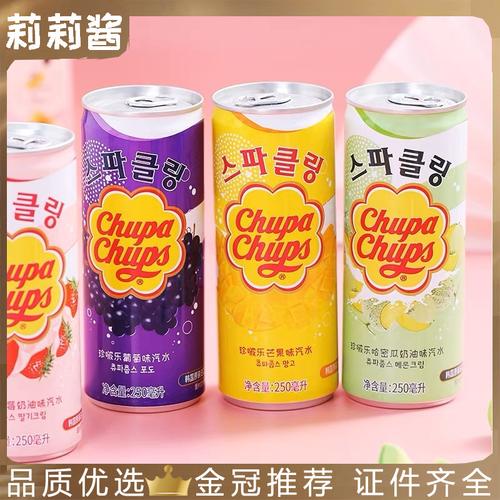 莉莉酱
파클링
Chupa
Chups
莓奶油味汽水
스 딸기크림
:250毫升
스파클링
Chupa
Chups
®
珍宝乐葡萄味汽水
츄파춥스 포도
净含量:250毫升
스파클링
Chupa
Chups
®
珍宝乐芒果味汽水
츄파춥스 망고
净含量:250毫升
스파클링
Chupa
Chups
®
珍宝乐哈密瓜奶油味汽水
츄파춥스 메론크림
净含量:250毫升
品质优选
金冠推荐 证件齐全